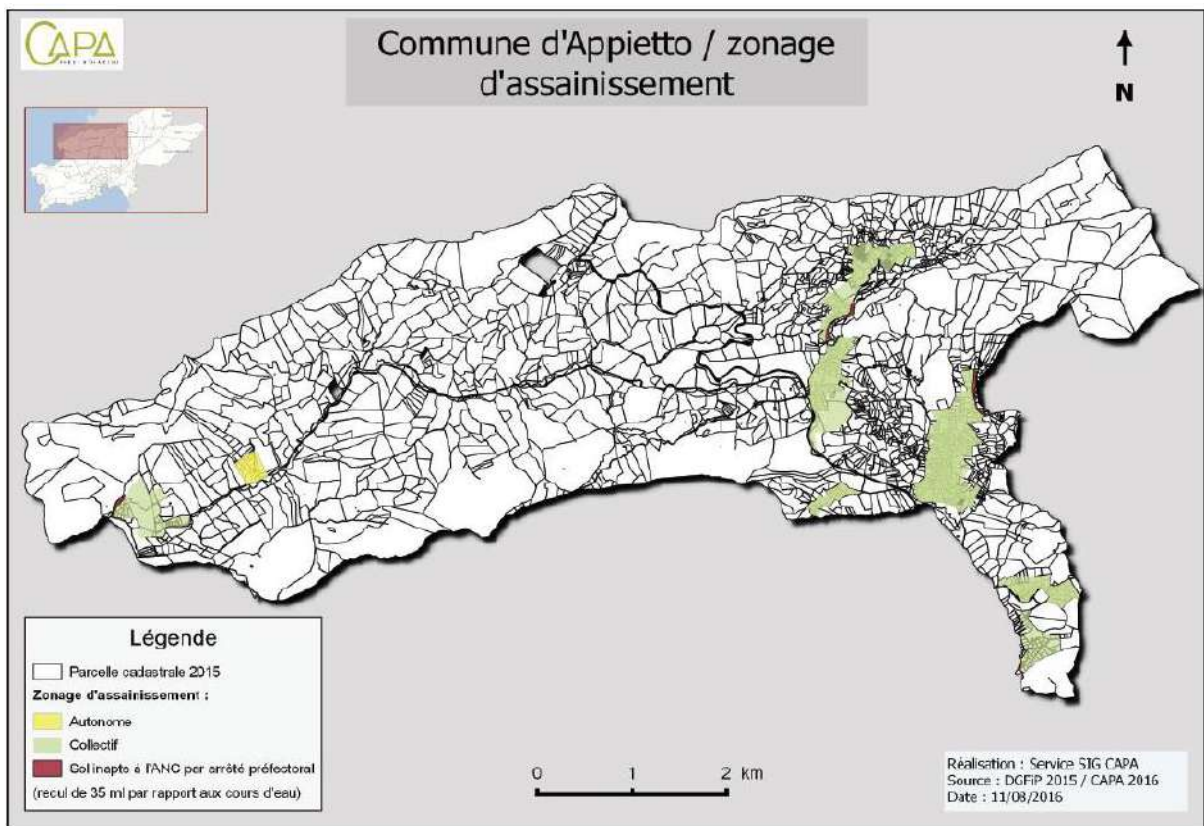 CAPA
Commune d'Appietto / zonage
d'assainissement
N
Légende
Parcelle cadastrale 2015
Zonage d'assainissement :
Autonome
Collectif
Sol inapte à l'ANC par arrêté préfectoral
(recul de 35 ml par rapport aux cours d'eau)
0 1 2 km
Réalisation : Service SIG CAPA
Source : DGFiP 2015 / CAPA 2016
Date : 11/08/2016